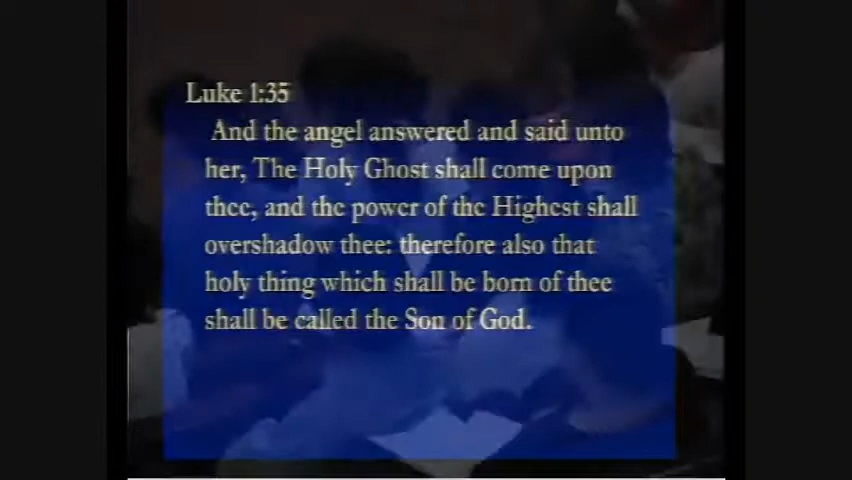 Luke 1:35
And the angel answered and said unto
her, The Holy Ghost shall come upon
thee, and the power of the Highest shall
overshadow thee: therefore also that
holy thing which shall be born of thee
shall be called the Son of God.